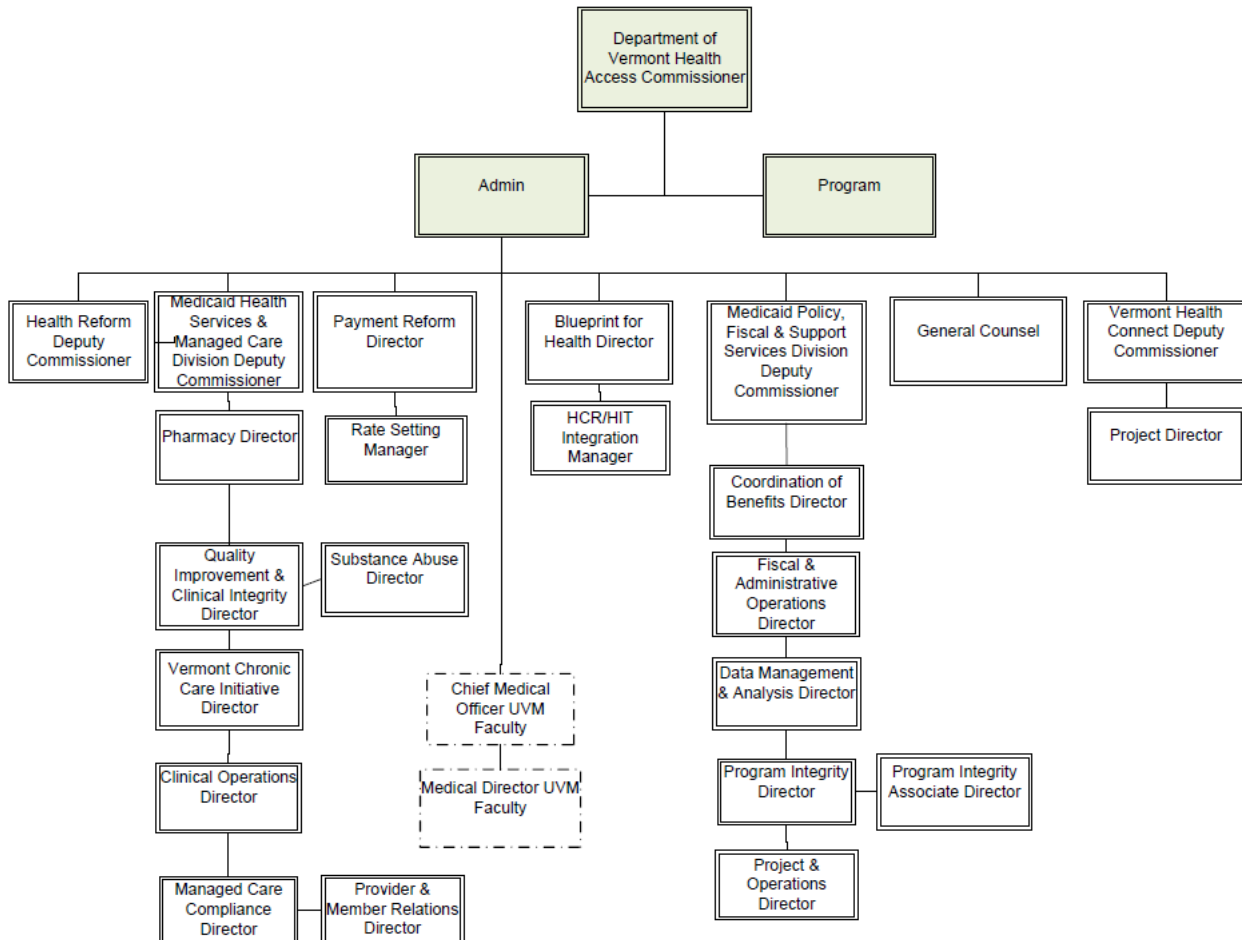 Department of
Vermont Health
Access Commissioner
Admin
Program
Health Reform
Deputy
Commissioner
Medicaid Health
Services &
Managed Care
Division Deputy
Commissioner
Payment Reform
Director
Blueprint for
Health Director
Medicaid Policy,
Fiscal & Support
Services Division
Deputy
Commissioner
General Counsel
Vermont Health
Connect Deputy
Commissioner
Pharmacy Director
Rate Setting
Manager
HCR/HIT
Integration
Manager
Project Director
Coordination of
Benefits Director
Quality
Improvement &
Clinical Integrity
Director
Substance Abuse
Director
Fiscal &
Administrative
Operations
Director
Vermont Chronic
Care Initiative
Director
Chief Medical
Officer UVM
Faculty
Data Management
& Analysis Director
Clinical Operations
Director
Medical Director UVM
Faculty
Program Integrity
Director
Program Integrity
Associate Director
Managed Care
Compliance
Director
Provider &
Member Relations
Director
Project &
Operations
Director